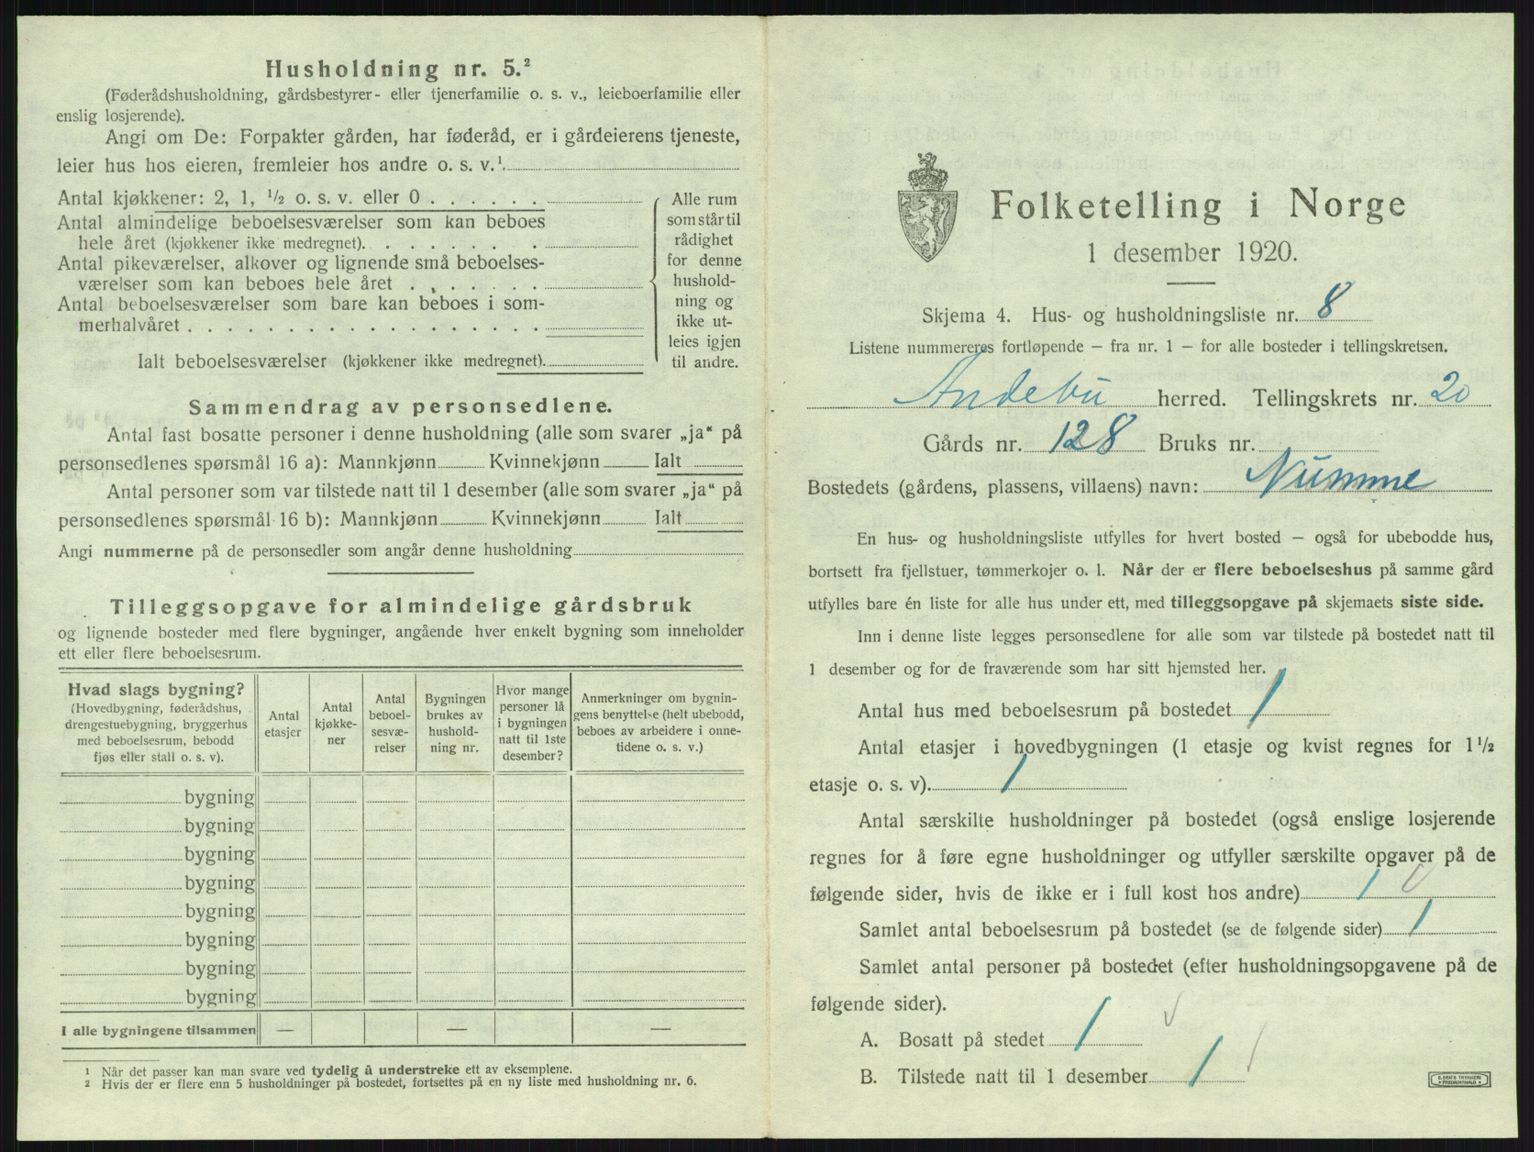 Husholdning nr. 5.²
(Føderådshusholdning, gårdsbestyrer- eller tjenerfamilie o. s. v., leieboerfamilie eller
enslig losjerende).
Angi om De: Forpakter gården, har føderåd, er i gårdeierens tjeneste,
leier hus hos eieren, fremleier hos andre o. s. v.¹
Antal kjøkkener: 2, 1, ½ o. s. v. eller 0
Antal almindelige beboelsesværelser som kan beboes
hele året (kjøkkener ikke medregnet).
Antal pikeværelser, alkover og lignende små beboelses-
værelser som kan beboes hele året
Antal beboelsesværelser som bare kan beboes i som-
merhalvåret
Ialt beboelsesværelser (kjøkkener ikke medregnet).
Alle rum
som står til
rådighet
for denne
hushold-
ning og
ikke ut-
leies igjen
til andre.
Sammendrag av personsedlene.
Antal fast bosatte personer i denne husholdning (alle som svarer „ja“ på
personsedlenes spørsmål 16 a): Mannkjønn Kvinnekjønn Ialt
Antal personer som var tilstede natt til 1 desember (alle som svarer „ja“ på
personsedlenes spørsmål 16 b): Mannkjønn Kvinnekjønn Ialt
Angi nummerne på de personsedler som angår denne husholdning
Tilleggsopgave for almindelige gårdsbruk
og lignende bosteder med flere bygninger, angående hver enkelt bygning som inneholder
ett eller flere beboelsesrum.
Hvad slags bygning?
(Hovedbygning, føderådshus,
drengestuebygning, bryggerhus
med beboelsesrum, bebodd
fjøs eller stall o. s. v).
Antal
etasjer
Antal
kjøkke-
ner
Antal
beboel-
sesvæ-
relser
Bygningen
brukes av
hushold-
ning nr.
Hvor mange
personer lå
i bygningen
natt til 1ste
desember?
Anmerkninger om bygnin-
gens benyttelse (helt ubebodd,
beboes av arbeidere i onne-
tidene o. s. v.)
bygning
bygning
bygning
bygning
bygning
bygning
bygning
bygning
I alle bygningene tilsammen — — —
¹ Når det passer kan man svare ved tydelig å understreke ett av eksemplene.
² Hvis der er flere enn 5 husholdninger på bostedet, fortsettes på en ny liste med husholdning nr. 6.
Folketelling i Norge
1 desember 1920.
Skjema 4. Hus- og husholdningsliste nr. 8
Listene nummereres fortløpende — fra nr. 1 — for alle bosteder i tellingskretsen.
Andebu herred. Tellingskrets nr. 20
Gårds nr. 128 Bruks nr.
Bostedets (gårdens, plassens, villaens) navn: Numme
En hus- og husholdningsliste utfylles for hvert bosted — også for ubebodde hus,
bortsett fra fjellstuer, tømmerkojer o. l. Når der er flere beboelseshus på samme gård
utfylles bare én liste for alle hus under ett, med tilleggsopgave på skjemaets siste side.
Inn i denne liste legges personsedlene for alle som var tilstede på bostedet natt til
1 desember og for de fraværende som har sitt hjemsted her.
Antal hus med beboelsesrum på bostedet 1
Antal etasjer i hovedbygningen (1 etasje og kvist regnes for 1½
etasje o. s. v). 1
Antal særskilte husholdninger på bostedet (også enslige losjerende
regnes for å føre egne husholdninger og utfyller særskilte opgaver på de
følgende sider, hvis de ikke er i full kost hos andre) 1
Samlet antal beboelsesrum på bostedet (se de følgende sider) 1
Samlet antal personer på bostedet (efter husholdningsopgavene på de
følgende sider).
A. Bosatt på stedet 1
B. Tilstede natt til 1 desember 1